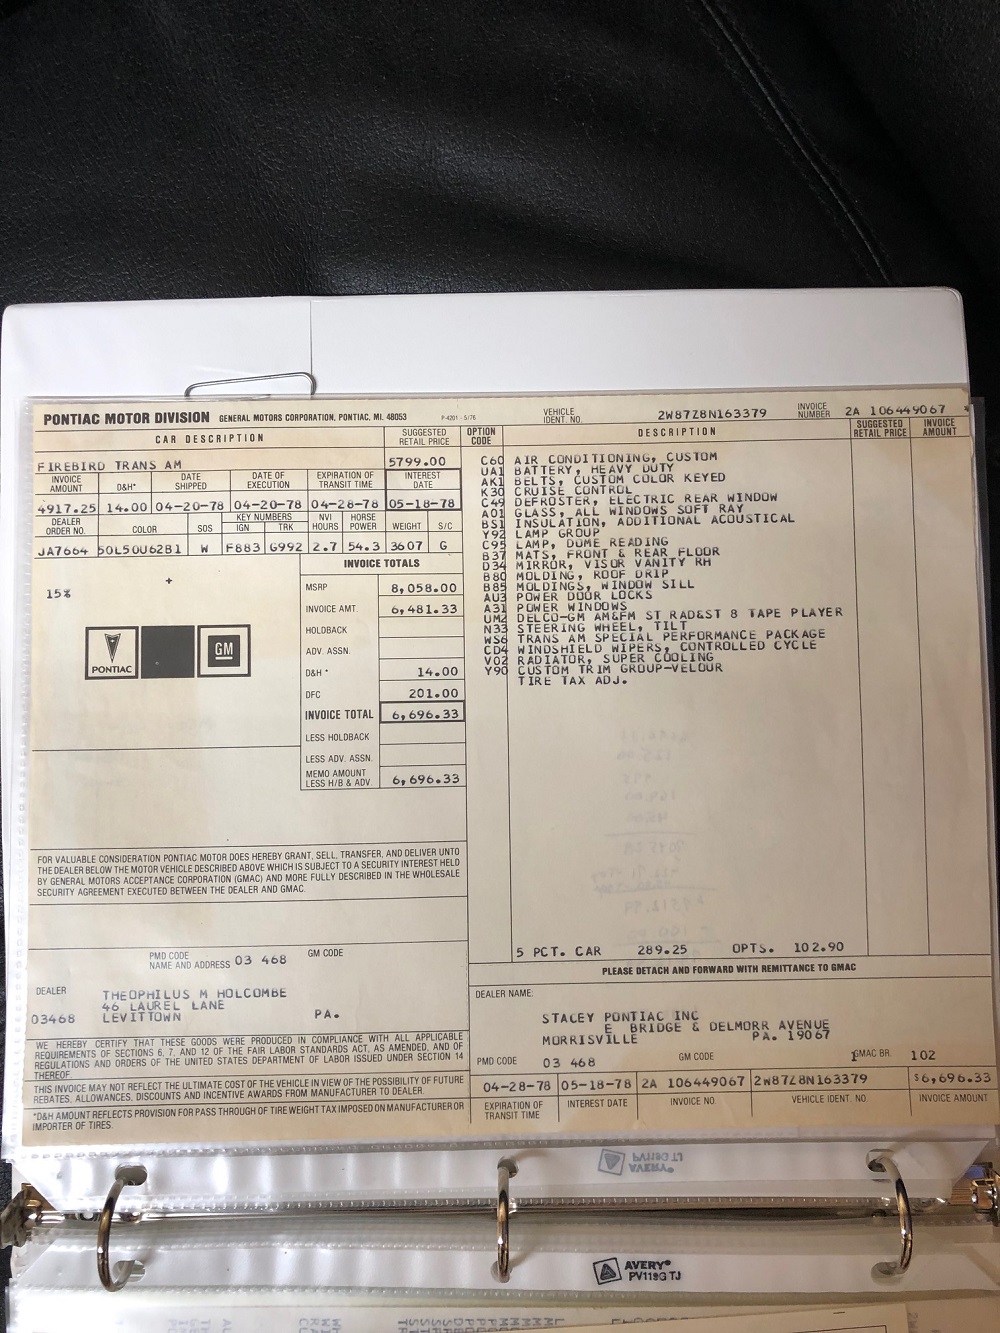 PONTIAC MOTOR DIVISION GENERAL MOTORS CORPORATION, PONTIAC, MI. 48053 P-4201 - 5/76 VEHICLE IDENT. NO. 2W87Z8N163379 INVOICE NUMBER 2A 106449067 *
CAR DESCRIPTION SUGGESTED RETAIL PRICE
FIREBIRD TRANS AM 5799.00
INVOICE AMOUNT D&H* DATE SHIPPED DATE OF EXECUTION EXPIRATION OF TRANSIT TIME INTEREST DATE
4917.25 14.00 04-20-78 04-20-78 04-28-78 05-18-78
DEALER ORDER NO. COLOR SOS KEY NUMBERS IGN TRK NVI HOURS HORSE POWER WEIGHT S/C
JA7664 50L50U62B1 W F883 G992 2.7 54.3 3607 G
15%
+
PONTIAC
GM
INVOICE TOTALS
MSRP 8,058.00
INVOICE AMT. 6,481.33
HOLDBACK
ADV. ASSN.
D&H * 14.00
DFC 201.00
INVOICE TOTAL 6,696.33
LESS HOLDBACK
LESS ADV. ASSN.
MEMO AMOUNT LESS H/B & ADV. 6,696.33
FOR VALUABLE CONSIDERATION PONTIAC MOTOR DOES HEREBY GRANT, SELL, TRANSFER, AND DELIVER UNTO
THE DEALER BELOW THE MOTOR VEHICLE DESCRIBED ABOVE WHICH IS SUBJECT TO A SECURITY INTEREST HELD
BY GENERAL MOTORS ACCEPTANCE CORPORATION (GMAC) AND MORE FULLY DESCRIBED IN THE WHOLESALE
SECURITY AGREEMENT EXECUTED BETWEEN THE DEALER AND GMAC.
PMD CODE NAME AND ADDRESS 03 468 GM CODE
DEALER THEOPHILUS M HOLCOMBE
46 LAUREL LANE
03468 LEVITTOWN PA.
WE HEREBY CERTIFY THAT THESE GOODS WERE PRODUCED IN COMPLIANCE WITH ALL APPLICABLE
REQUIREMENTS OF SECTIONS 6, 7, AND 12 OF THE FAIR LABOR STANDARDS ACT, AS AMENDED, AND OF
REGULATIONS AND ORDERS OF THE UNITED STATES DEPARTMENT OF LABOR ISSUED UNDER SECTION 14
THEREOF.
THIS INVOICE MAY NOT REFLECT THE ULTIMATE COST OF THE VEHICLE IN VIEW OF THE POSSIBILITY OF FUTURE
REBATES, ALLOWANCES, DISCOUNTS AND INCENTIVE AWARDS FROM MANUFACTURER TO DEALER.
*D&H AMOUNT REFLECTS PROVISION FOR PASS THROUGH OF TIRE WEIGHT TAX IMPOSED ON MANUFACTURER OR
IMPORTER OF TIRES.
OPTION CODE DESCRIPTION SUGGESTED RETAIL PRICE INVOICE AMOUNT
C60 AIR CONDITIONING, CUSTOM
UA1 BATTERY, HEAVY DUTY
AK1 BELTS, CUSTOM COLOR KEYED
K30 CRUISE CONTROL
C49 DEFROSTER, ELECTRIC REAR WINDOW
A01 GLASS, ALL WINDOWS SOFT RAY
BS1 INSULATION, ADDITIONAL ACOUSTICAL
Y92 LAMP GROUP
C95 LAMP, DOME READING
B37 MATS, FRONT & REAR FLOOR
D34 MIRROR, VISOR VANITY RH
B80 MOLDING, ROOF DRIP
B85 MOLDINGS, WINDOW SILL
AU3 POWER DOOR LOCKS
A31 POWER WINDOWS
UM2 DELCO-GM AM&FM ST RAD&ST 8 TAPE PLAYER
N33 STEERING WHEEL, TILT
WS6 TRANS AM SPECIAL PERFORMANCE PACKAGE
CD4 WINDSHIELD WIPERS, CONTROLLED CYCLE
V02 RADIATOR, SUPER COOLING
Y90 CUSTOM TRIM GROUP-VELOUR
TIRE TAX ADJ.
5 PCT. CAR 289.25 OPTS. 102.90
PLEASE DETACH AND FORWARD WITH REMITTANCE TO GMAC
DEALER NAME:
STACEY PONTIAC INC
E BRIDGE & DELMORR AVENUE
MORRISVILLE PA. 19067
PMD CODE 03 468 GM CODE GMAC BR. 102
04-28-78 05-18-78 2A 106449067 2W87Z8N163379 $6,696.33
EXPIRATION OF TRANSIT TIME INTEREST DATE INVOICE NO. VEHICLE IDENT. NO. INVOICE AMOUNT
AVERY®
PV119G TJ
AVERY®
PV119G TJ